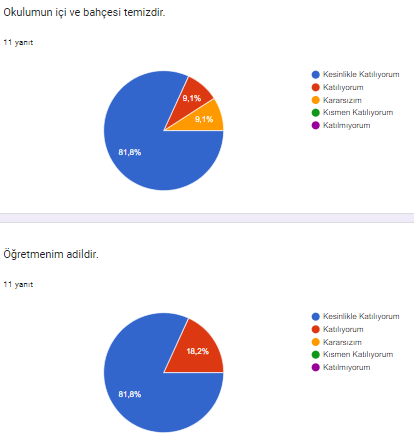 Okulumun içi ve bahçesi temizdir.
11 yanıt
Kesinlikle Katılıyorum
Katılıyorum
Kararsızım
Kısmen Katılıyorum
Katılmıyorum
9,1%
9,1%
81,8%
Öğretmenim adildir.
11 yanıt
Kesinlikle Katılıyorum
Katılıyorum
Kararsızım
Kısmen Katılıyorum
Katılmıyorum
18,2%
81,8%